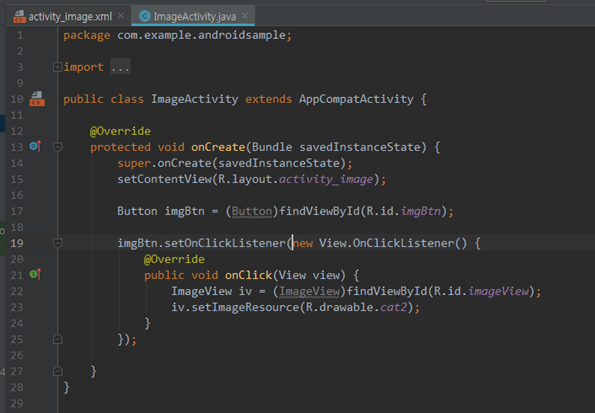 activity_image.xml ImageActivity.java
1 package com.example.androidsample;
2
3 import ...
9
10 public class ImageActivity extends AppCompatActivity {
11
12 @Override
13 protected void onCreate(Bundle savedInstanceState) {
14 super.onCreate(savedInstanceState);
15 setContentView(R.layout.activity_image);
16
17 Button imgBtn = (Button)findViewById(R.id.imgBtn);
18
19 imgBtn.setOnClickListener(new View.OnClickListener() {
20 @Override
21 public void onClick(View view) {
22 ImageView iv = (ImageView)findViewById(R.id.imageView);
23 iv.setImageResource(R.drawable.cat2);
24 }
25 });
26
27 }
28 }
29